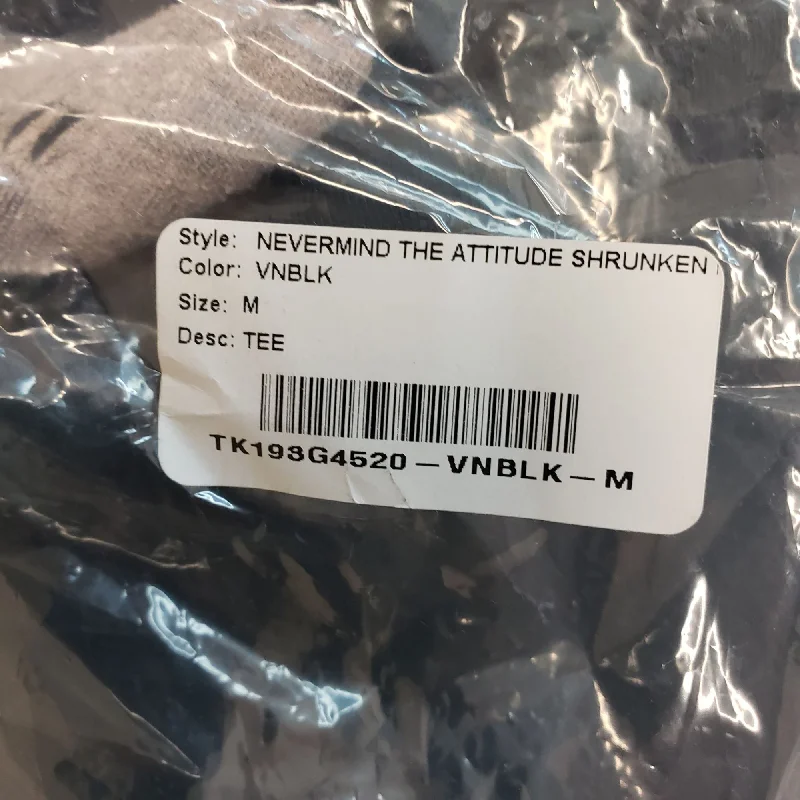 Style: NEVERMIND THE ATTITUDE SHRUNKEN
Color: VNBLK
Size: M
Desc: TEE
TK193G4520-VNBLK-M